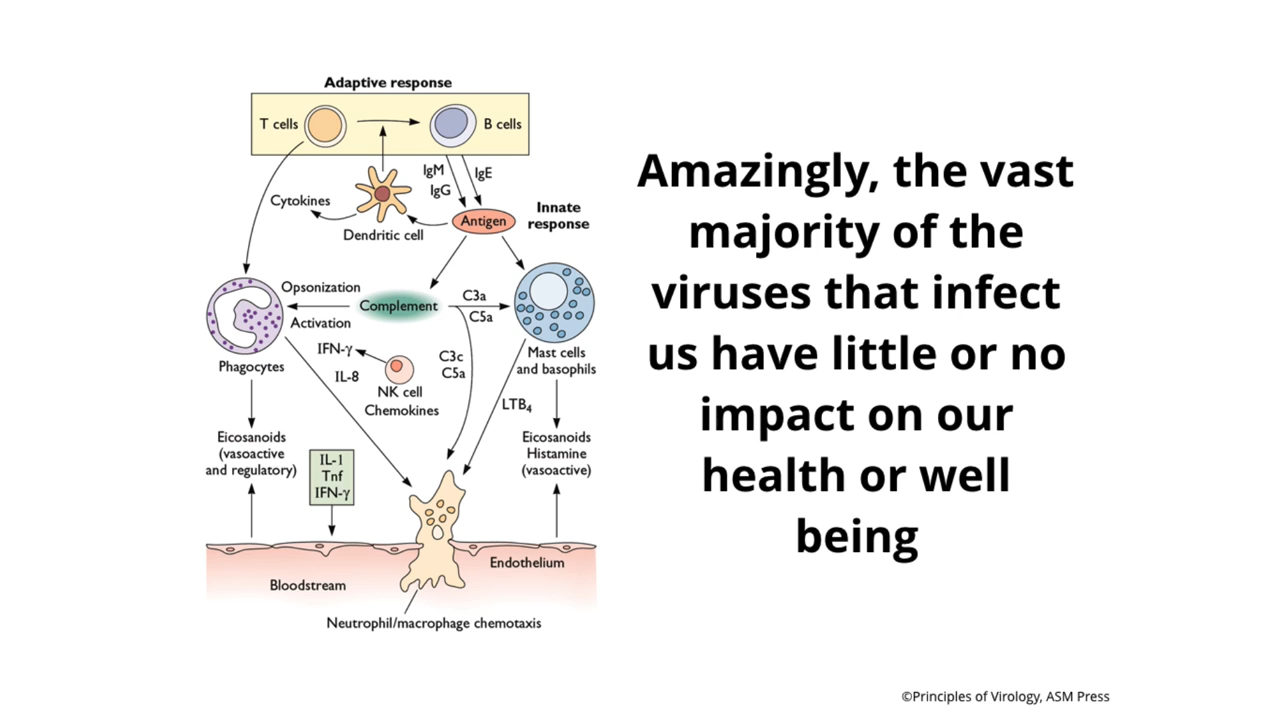 Adaptive response
T cells
B cells
IgM
IgG
IgE
Cytokines
Dendritic cell
Antigen
Innate
response
Opsonization
Complement
Activation
C3a
C5a
Phagocytes
IFN-γ
IL-8
NK cell
Chemokines
C3c
C5a
Mast cells
and basophils
LTB4
Eicosanoids
(vasoactive
and regulatory)
IL-1
Tnf
IFN-γ
Eicosanoids
Histamine
(vasoactive)
Endothelium
Bloodstream
Neutrophil/macrophage chemotaxis
Amazingly, the vast
majority of the
viruses that infect
us have little or no
impact on our
health or well
being
©Principles of Virology, ASM Press